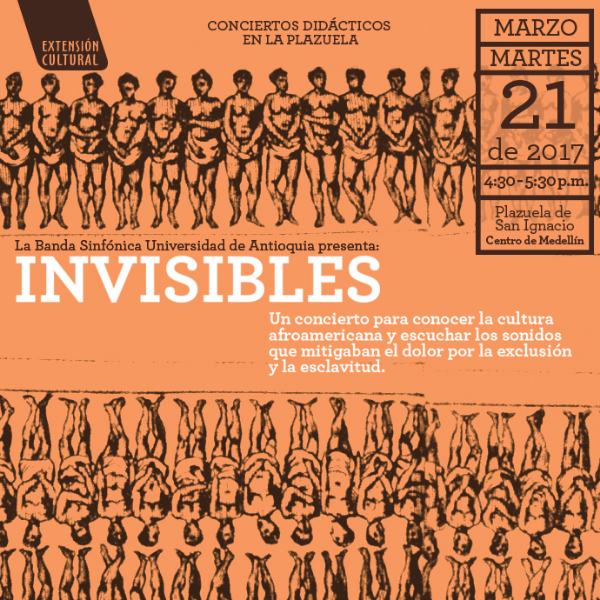 EXTENSIÓN
CULTURAL
CONCIERTOS DIDÁCTICOS
EN LA PLAZUELA
MARZO
MARTES
21
de 2017
4:30-5:30p.m.
Plazuela de
San Ignacio
Centro de Medellín
La Banda Sinfónica Universidad de Antioquia presenta:
INVISIBLES
Un concierto para conocer la cultura
afroamericana y escuchar los sonidos
que mitigaban el dolor por la exclusión
y la esclavitud.